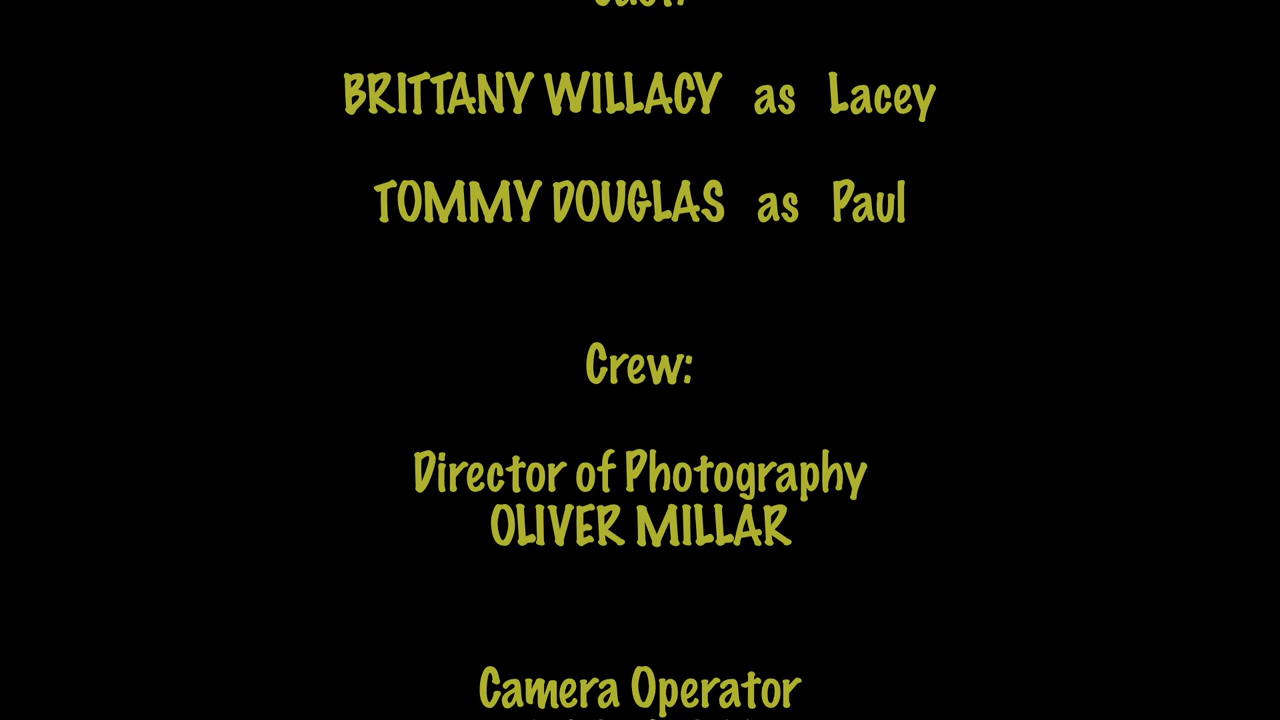 BRITTANY WILLACY as Lacey
TOMMY DOUGLAS as Paul
Crew:
Director of Photography
OLIVER MILLAR
Camera Operator